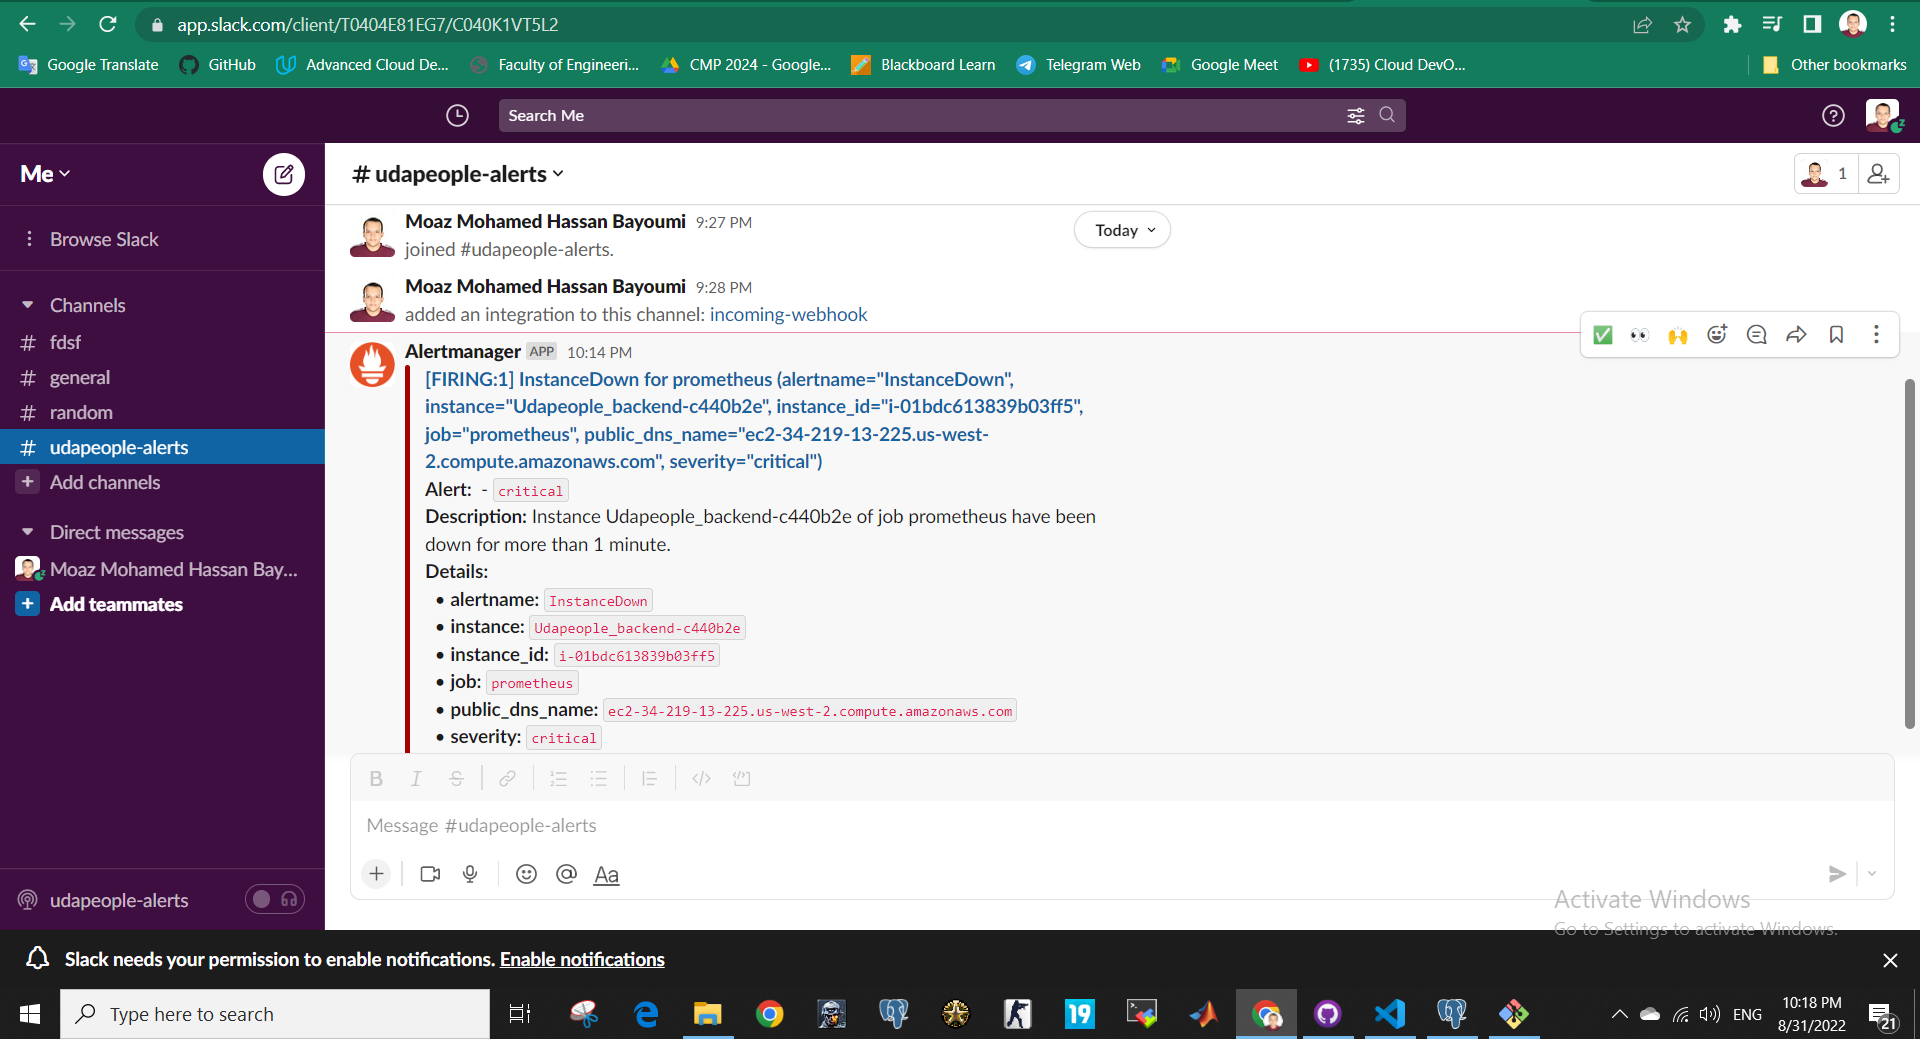 app.slack.com/client/T0404E81EG7/C040K1VT5L2
Google Translate
GitHub
Advanced Cloud De...
Faculty of Engineeri...
CMP 2024 - Google...
Blackboard Learn
Telegram Web
Google Meet
(1735) Cloud DevO...
Other bookmarks
Search Me
Me
Browse Slack
Channels
# fdsf
# general
# random
# udapeople-alerts
+ Add channels
Direct messages
Moaz Mohamed Hassan Bay...
+ Add teammates
udapeople-alerts
# udapeople-alerts
1
Today
Moaz Mohamed Hassan Bayoumi 9:27 PM
joined #udapeople-alerts.
Moaz Mohamed Hassan Bayoumi 9:28 PM
added an integration to this channel: incoming-webhook
Alertmanager APP 10:14 PM
[FIRING:1] InstanceDown for prometheus (alertname="InstanceDown",
instance="Udapeople_backend-c440b2e", instance_id="i-01bdc613839b03ff5",
job="prometheus", public_dns_name="ec2-34-219-13-225.us-west-
2.compute.amazonaws.com", severity="critical")
Alert: - critical
Description: Instance Udapeople_backend-c440b2e of job prometheus have been
down for more than 1 minute.
Details:
• alertname: InstanceDown
• instance: Udapeople_backend-c440b2e
• instance_id: i-01bdc613839b03ff5
• job: prometheus
• public_dns_name: ec2-34-219-13-225.us-west-2.compute.amazonaws.com
• severity: critical
Message #udapeople-alerts
Aa
Activate Windows
Go to Settings to activate Windows.
Slack needs your permission to enable notifications. Enable notifications
Type here to search
19
ENG
10:18 PM
8/31/2022
21